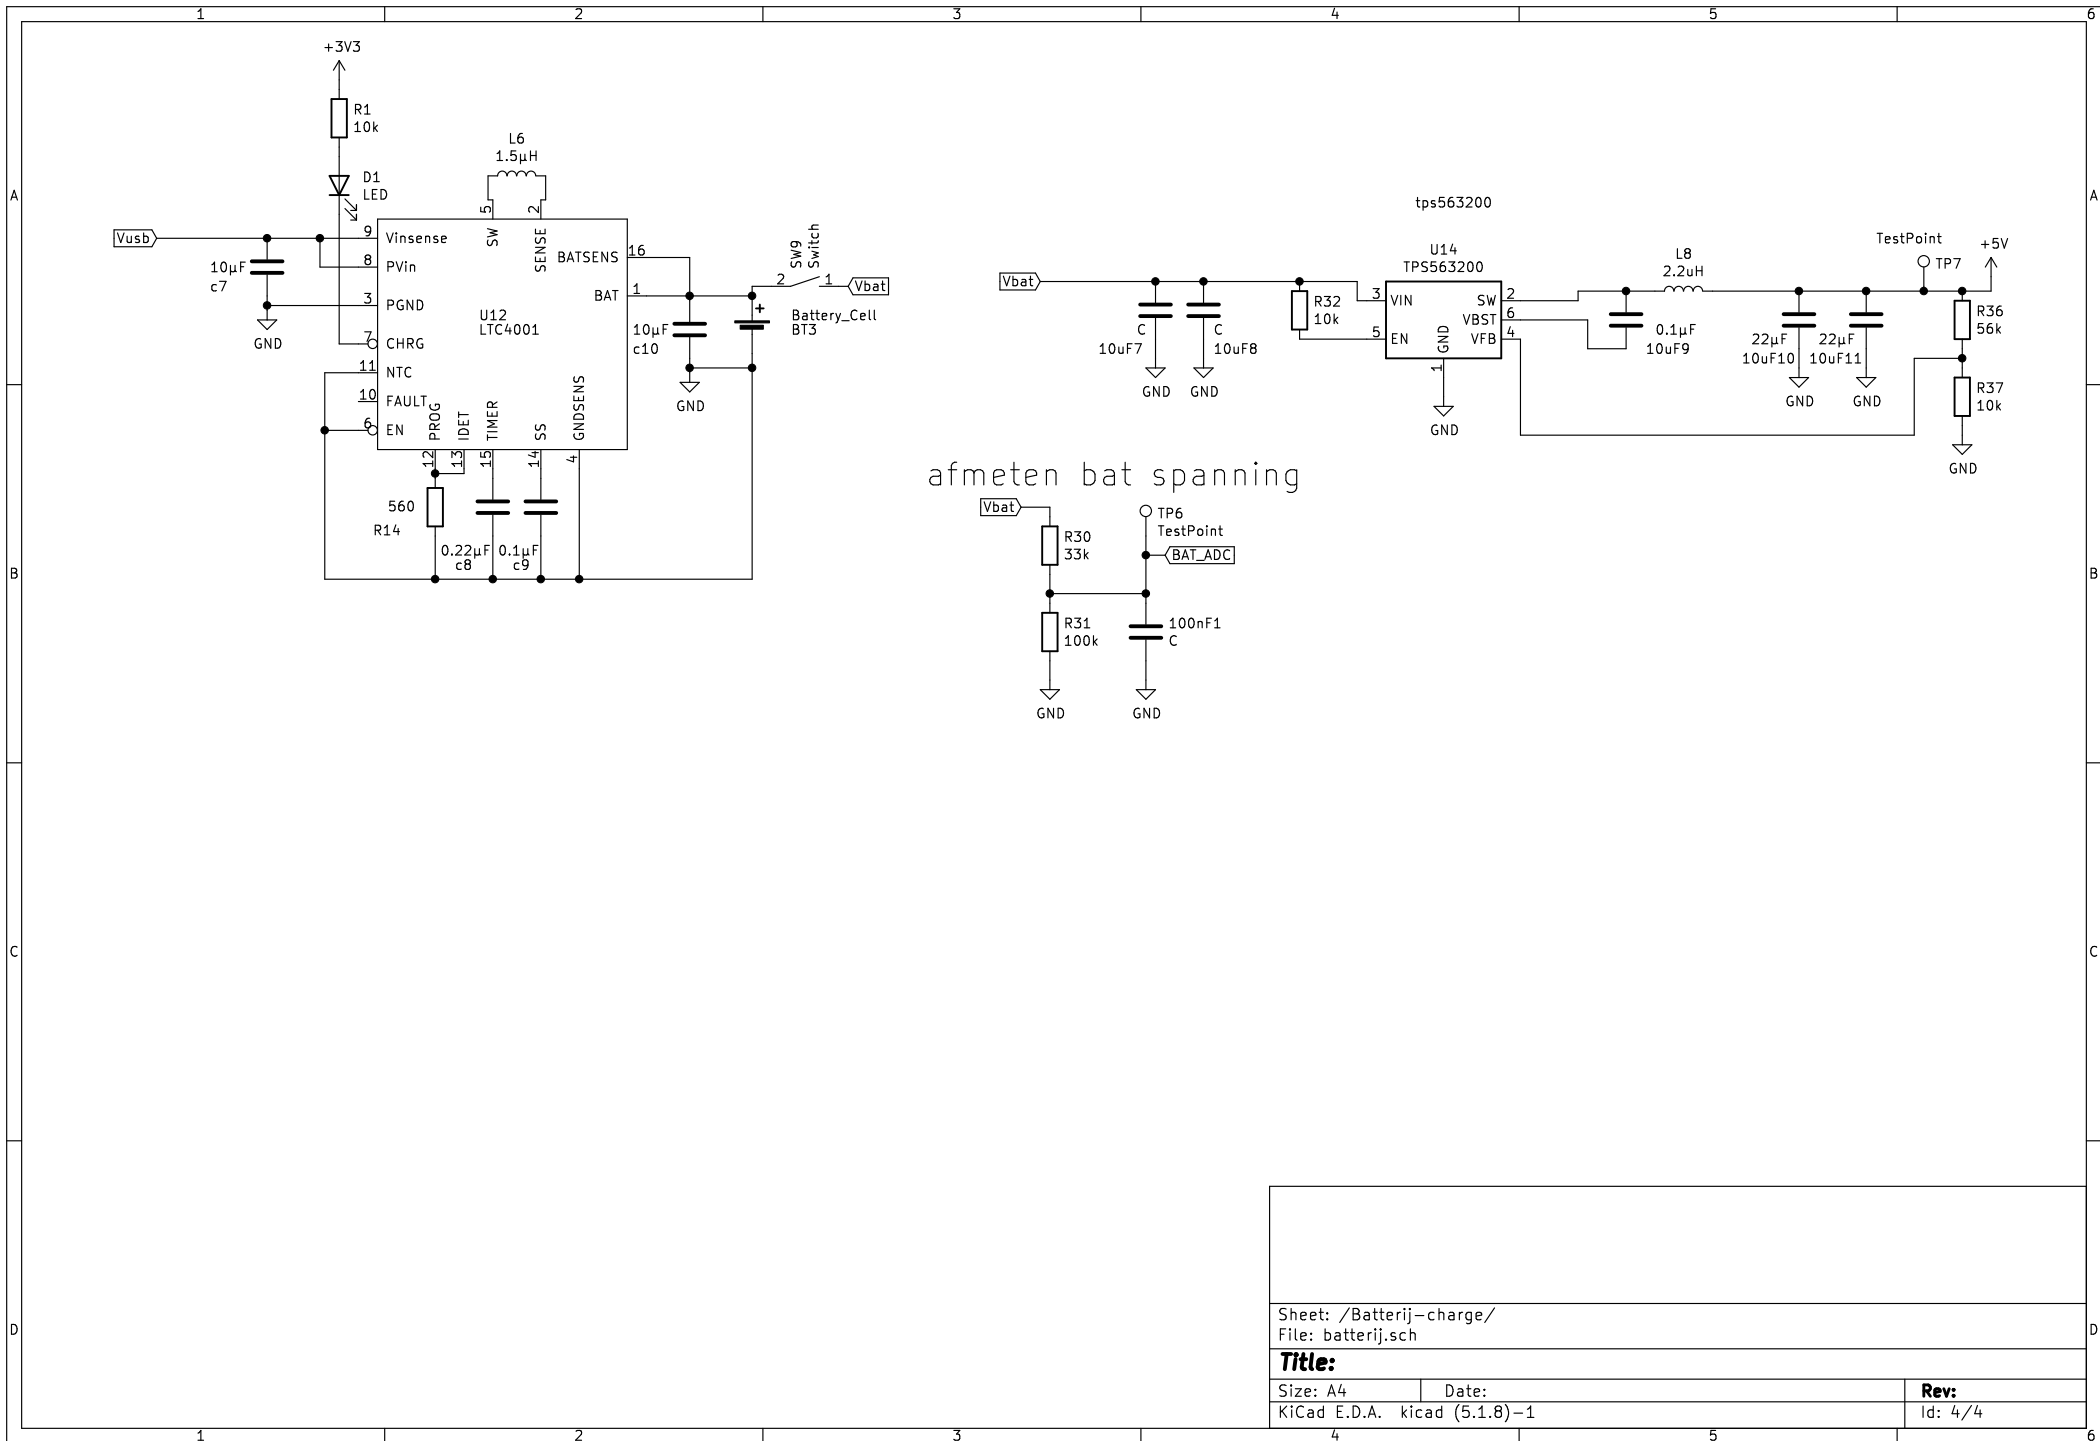 1 2 3 4 5 6
+3V3
R1
10k
L6
1.5µH
D1
LED
A A
5 2
tps563200
Vusb
9 Vinsense
SW
SENSE
BATSENS 16
SW9
Switch
2 1 Vbat
10µF
c7
8 PVin
BAT 1
3 PGND
GND
U12
LTC4001
+
Battery_Cell
BT3
10µF
c10
7 CHRG
11 NTC
10 FAULT
6 EN
PROG
IDET
TIMER
SS
GNDSENS
GND
12 13 15 14 4
560
R14
0.22µF
c8
0.1µF
c9
Vbat
U14
TPS563200
L8
2.2uH
TestPoint
TP7
+5V
R32
10k
3 VIN
5 EN
GND
1
SW 2
VBST 6
VFB 4
C
10uF7
C
10uF8
0.1µF
10uF9
22µF
10uF10
22µF
10uF11
R36
56k
R37
10k
GND GND
GND GND
GND
GND
afmeten bat spanning
Vbat
TP6
TestPoint
R30
33k
BAT_ADC
B B
R31
100k
100nF1
C
GND GND
C C
D D
Sheet: /Batterij-charge/
File: batterij.sch
Title:
Size: A4 Date: Rev:
KiCad E.D.A. kicad (5.1.8)-1 Id: 4/4
1 2 3 4 5 6